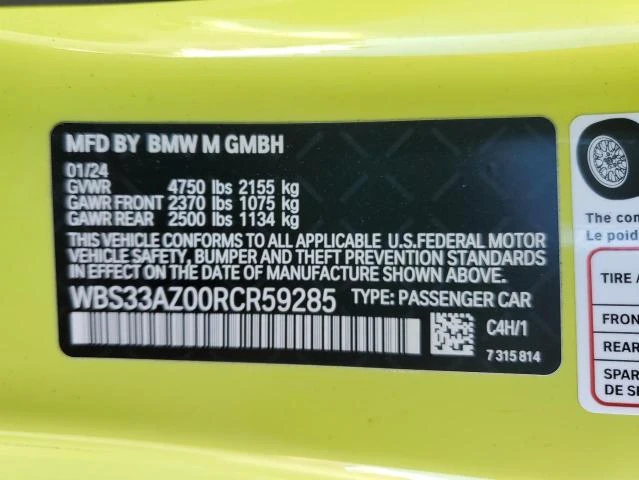 MFD BY BMW M GMBH
01/24
GVWR 4750 lbs 2155 kg
GAWR FRONT 2370 lbs 1075 kg
GAWR REAR 2500 lbs 1134 kg
THIS VEHICLE CONFORMS TO ALL APPLICABLE U.S.FEDERAL MOTOR
VEHICLE SAFETY, BUMPER AND THEFT PREVENTION STANDARDS
IN EFFECT ON THE DATE OF MANUFACTURE SHOWN ABOVE.
WBS33AZ00RCR59285 TYPE: PASSENGER CAR
C4H/1
7 315 814
The
Le
TIRE
FRON
REAR
SPAR
DE